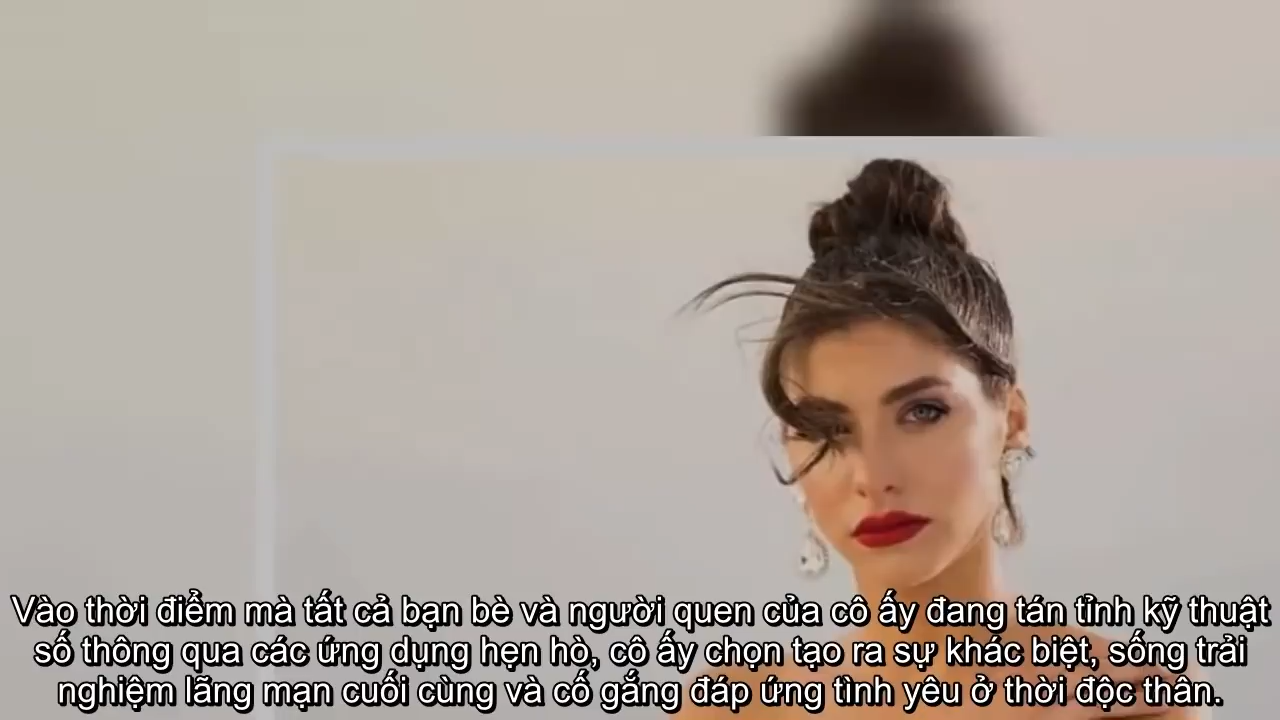 Vào thời điểm mà tất cả bạn bè và người quen của cô ấy đang tán tỉnh kỹ thuật
số thông qua các ứng dụng hẹn hò, cô ấy chọn tạo ra sự khác biệt, sống trải
nghiệm lãng mạn cuối cùng và cố gắng đáp ứng tình yêu ở thời độc thân.